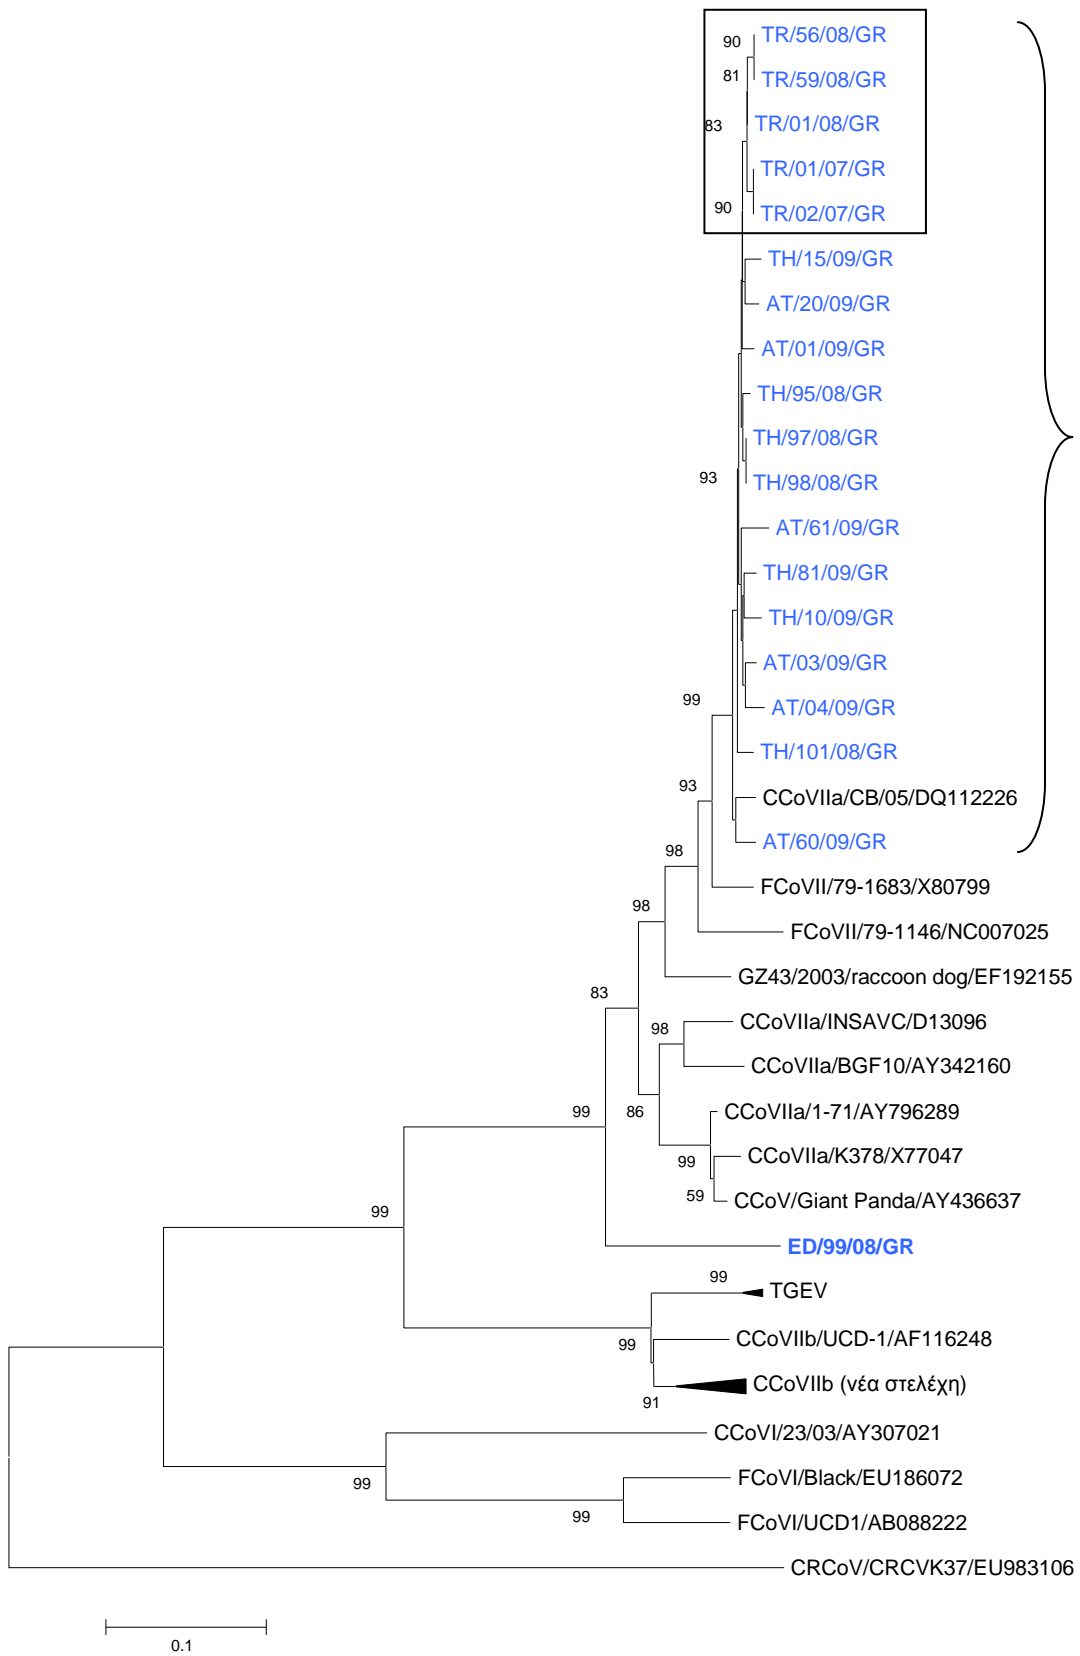 90
TR/56/08/GR
81
TR/59/08/GR
83
TR/01/08/GR
TR/01/07/GR
90
TR/02/07/GR
TH/15/09/GR
AT/20/09/GR
AT/01/09/GR
TH/95/08/GR
TH/97/08/GR
93
TH/98/08/GR
AT/61/09/GR
TH/81/09/GR
TH/10/09/GR
AT/03/09/GR
99
AT/04/09/GR
TH/101/08/GR
93
CCoVIIa/CB/05/DQ112226
AT/60/09/GR
98
FCoVII/79-1683/X80799
98
FCoVII/79-1146/NC007025
GZ43/2003/raccoon dog/EF192155
83
98
CCoVIIa/INSAVC/D13096
CCoVIIa/BGF10/AY342160
99
86
CCoVIIa/1-71/AY796289
99
CCoVIIa/K378/X77047
59
CCoV/Giant Panda/AY436637
99
ED/99/08/GR
99
TGEV
99
CCoVIIb/UCD-1/AF116248
CCoVIIb (νέα στελέχη)
91
CCoVI/23/03/AY307021
99
FCoVI/Black/EU186072
99
FCoVI/UCD1/AB088222
CRCoV/CRCVK37/EU983106
0.1